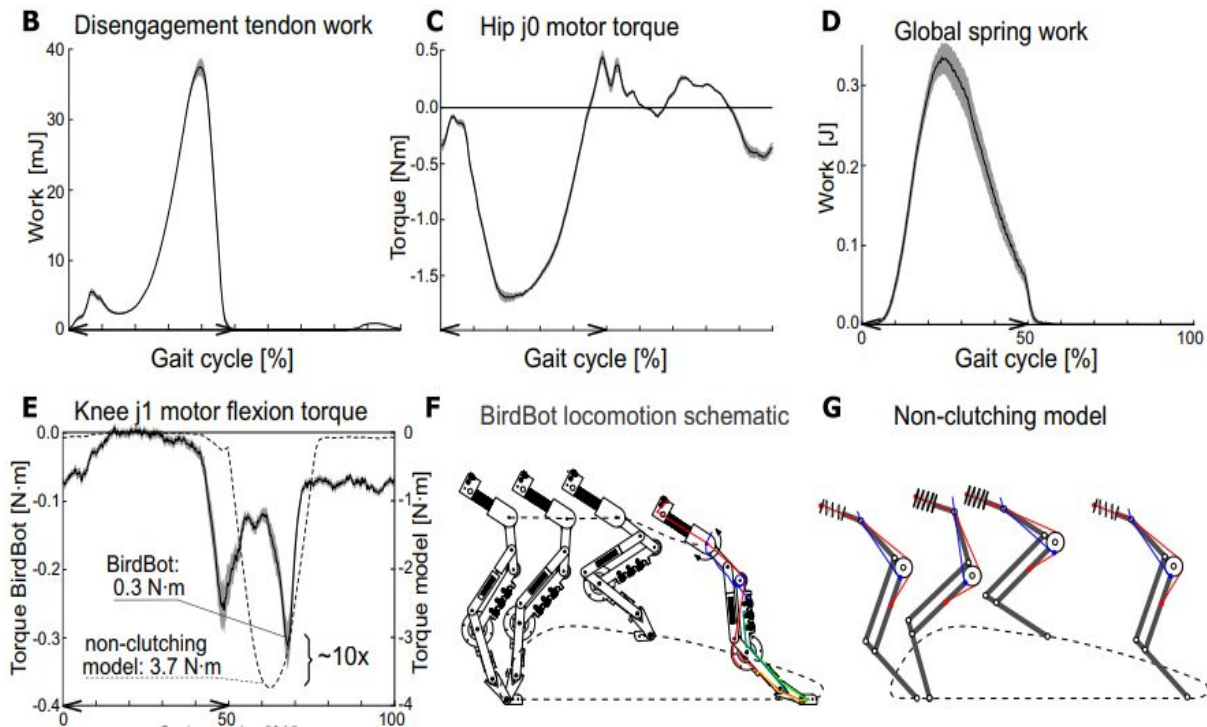 B
Disengagement tendon work
40
30
20
10
0
Work [mJ]
Gait cycle [%]
C
Hip j0 motor torque
0.5
0.0
-0.5
-1.0
-1.5
Torque [Nm]
Gait cycle [%]
D
Global spring work
0.3
0.2
0.1
0.0
Work [J]
0
50
100
Gait cycle [%]
E
Knee j1 motor flexion torque
0.0
-0.1
-0.2
-0.3
-0.4
Torque BirdBot [N·m]
0
-1
-2
-3
-4
Torque model [N·m]
BirdBot:
0.3 N·m
non-clutching
model: 3.7 N·m
~10x
0
50
100
F
BirdBot locomotion schematic
G
Non-clutching model